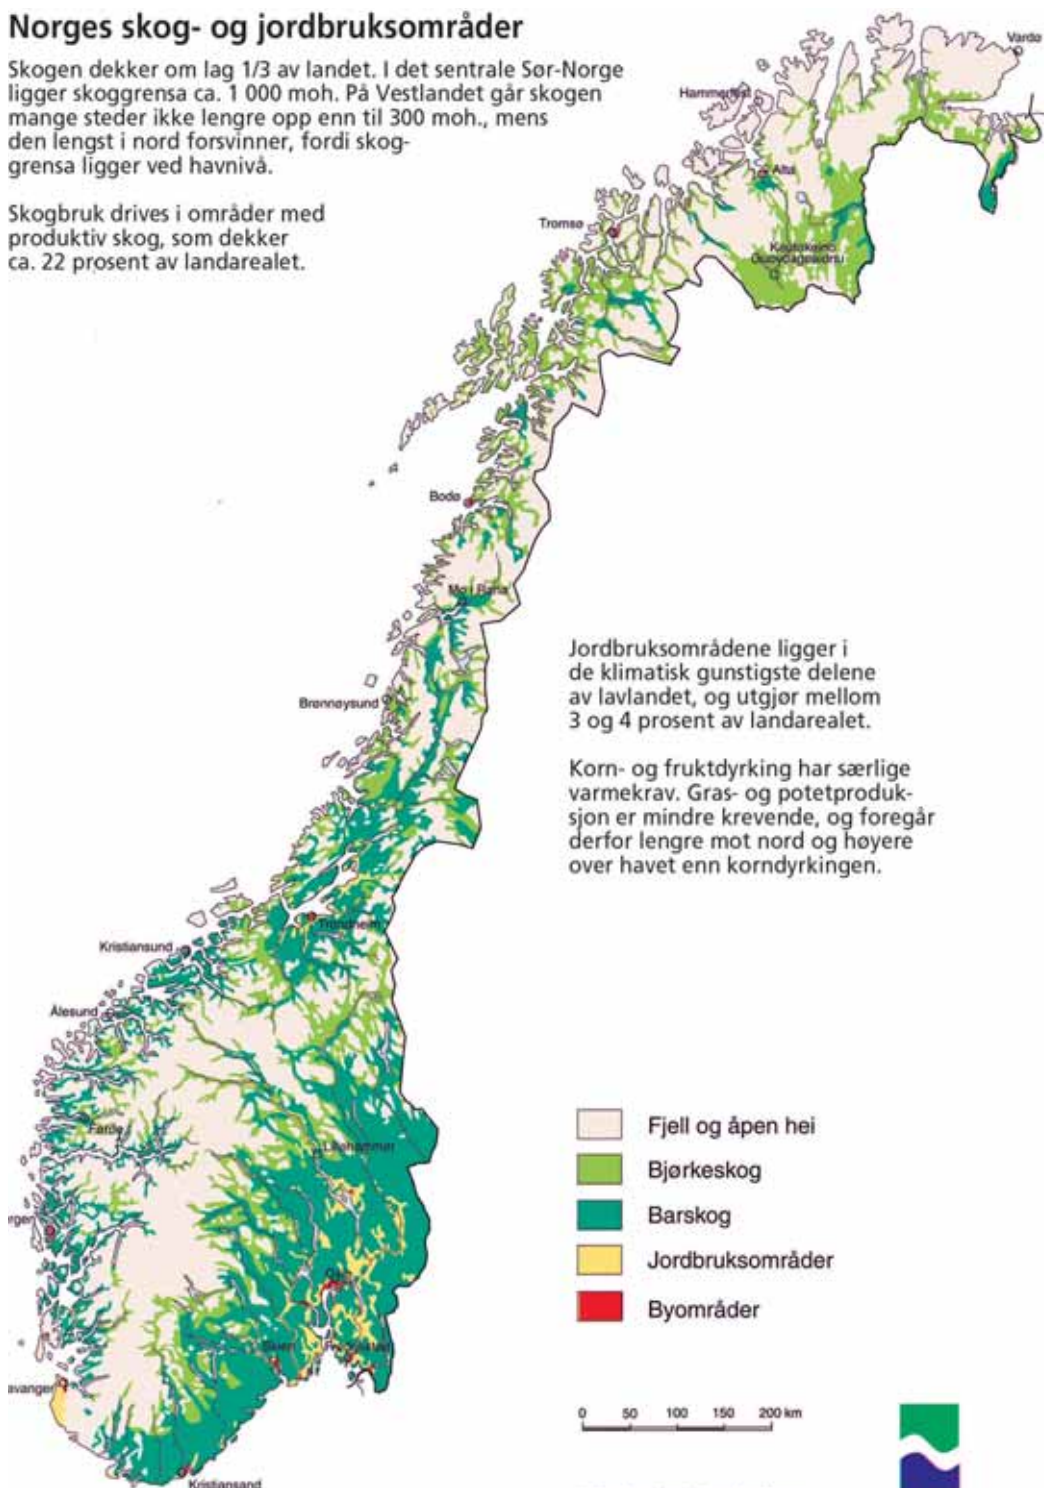 Norges skog- og jordbruksområder
Skogen dekker om lag 1/3 av landet. I det sentrale Sør-Norge
ligger skoggrensa ca. 1 000 moh. På Vestlandet går skogen
mange steder ikke lengre opp enn til 300 moh., mens
den lengst i nord forsvinner, fordi skog-
grensa ligger ved havnivå.
Skogbruk drives i områder med
produktiv skog, som dekker
ca. 22 prosent av landarealet.
Vardø
Hammerfest
Alta
Tromsø
Kautokeino
Bodø
Mo i Rana
Brønnøysund
Jordbruksområdene ligger i
de klimatisk gunstigste delene
av lavlandet, og utgjør mellom
3 og 4 prosent av landarealet.
Korn- og fruktdyrking har særlige
varmekrav. Gras- og potetproduk-
sjon er mindre krevende, og foregår
derfor lengre mot nord og høyere
over havet enn korndyrkingen.
Trondheim
Kristiansund
Ålesund
Førde
Lillehammer
rgen
Skien
avanger
Kristiansand
Fjell og åpen hei
Bjørkeskog
Barskog
Jordbruksområder
Byområder
0 50 100 150 200 km